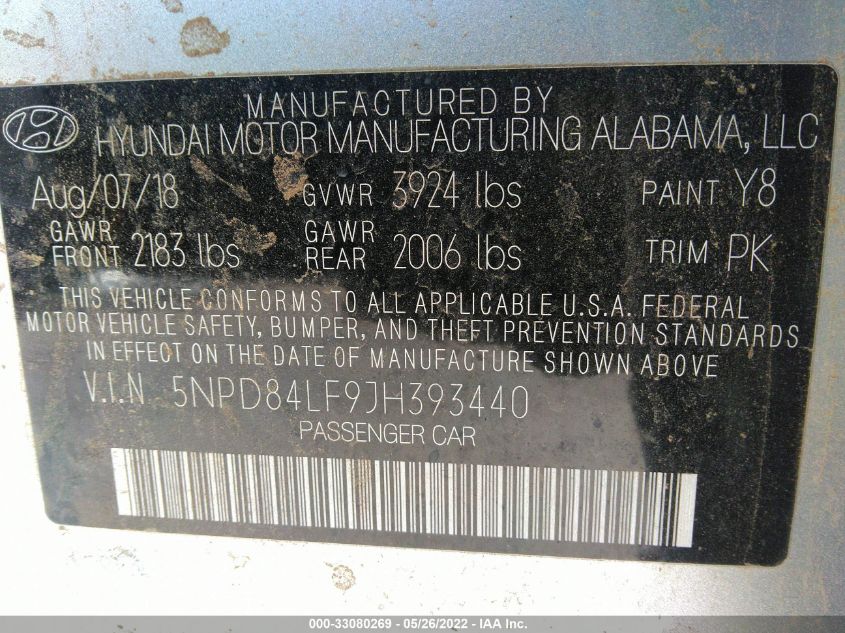 MANUFACTURED BY
HYUNDAI MOTOR MANUFACTURING ALABAMA, LLC
Aug/07/18 GVWR 3924 lbs PAINT Y8
GAWR FRONT 2183 lbs GAWR REAR 2006 lbs TRIM PK
THIS VEHICLE CONFORMS TO ALL APPLICABLE U.S.A. FEDERAL
MOTOR VEHICLE SAFETY, BUMPER, AND THEFT PREVENTION STANDARDS
IN EFFECT ON THE DATE OF MANUFACTURE SHOWN ABOVE
V.I.N 5NPD84LF9JH393440
PASSENGER CAR
000-33080269 - 05/26/2022 - IAA Inc.